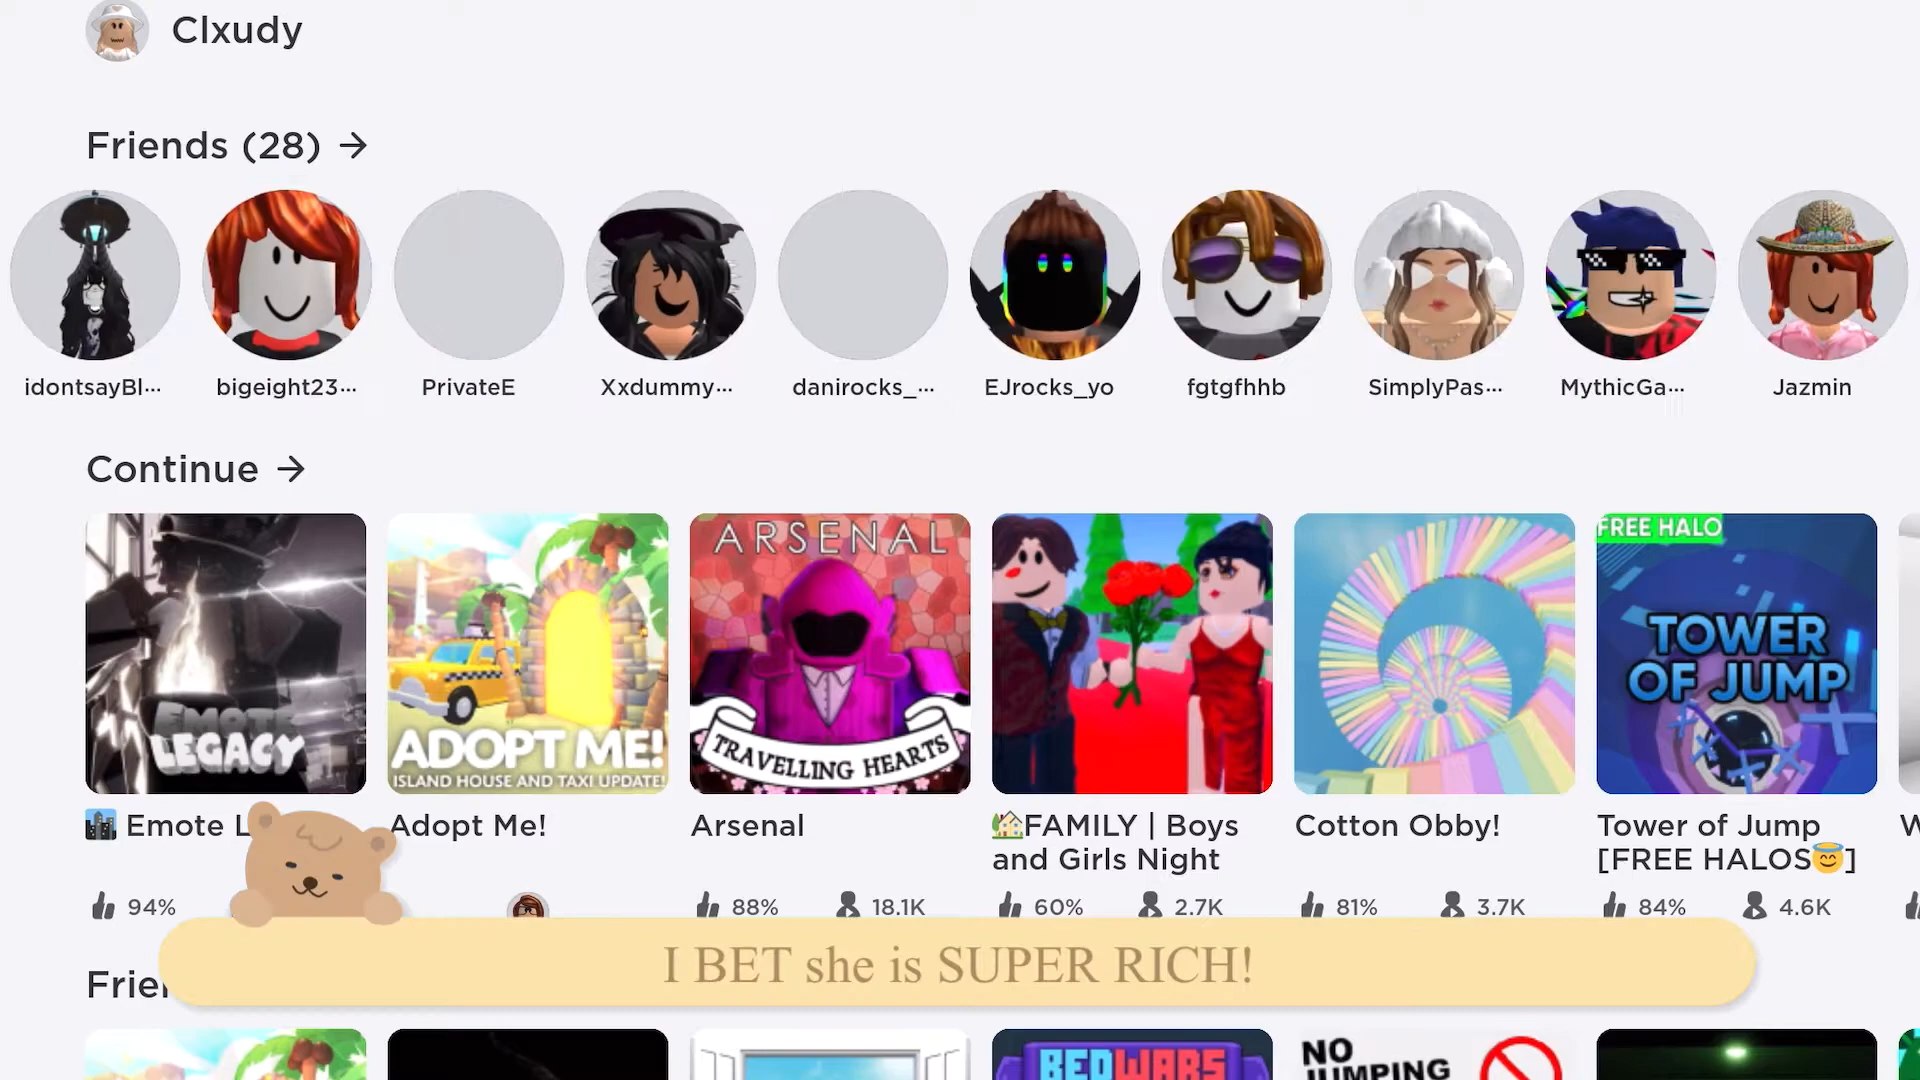 Clxudy
Friends (28) →
idontsayBl...
bigeight23...
PrivateE
Xxdummy...
danirocks_...
EJrocks_yo
fgtgfhhb
SimplyPas...
MythicGa...
Jazmin
Continue →
EMOTE
LEGACY
ADOPT ME!
ISLAND HOUSE AND TAXI UPDATE!
ARSENAL
TRAVELLING HEARTS
FREE HALO
TOWER
OF JUMP
Emote L
Adopt Me!
Arsenal
🏡FAMILY | Boys
and Girls Night
Cotton Obby!
Tower of Jump
[FREE HALOS😇]
94%
88%
18.1K
60%
2.7K
81%
3.7K
84%
4.6K
I BET she is SUPER RICH!
Frie
BEDWARS
NO
JUMPING